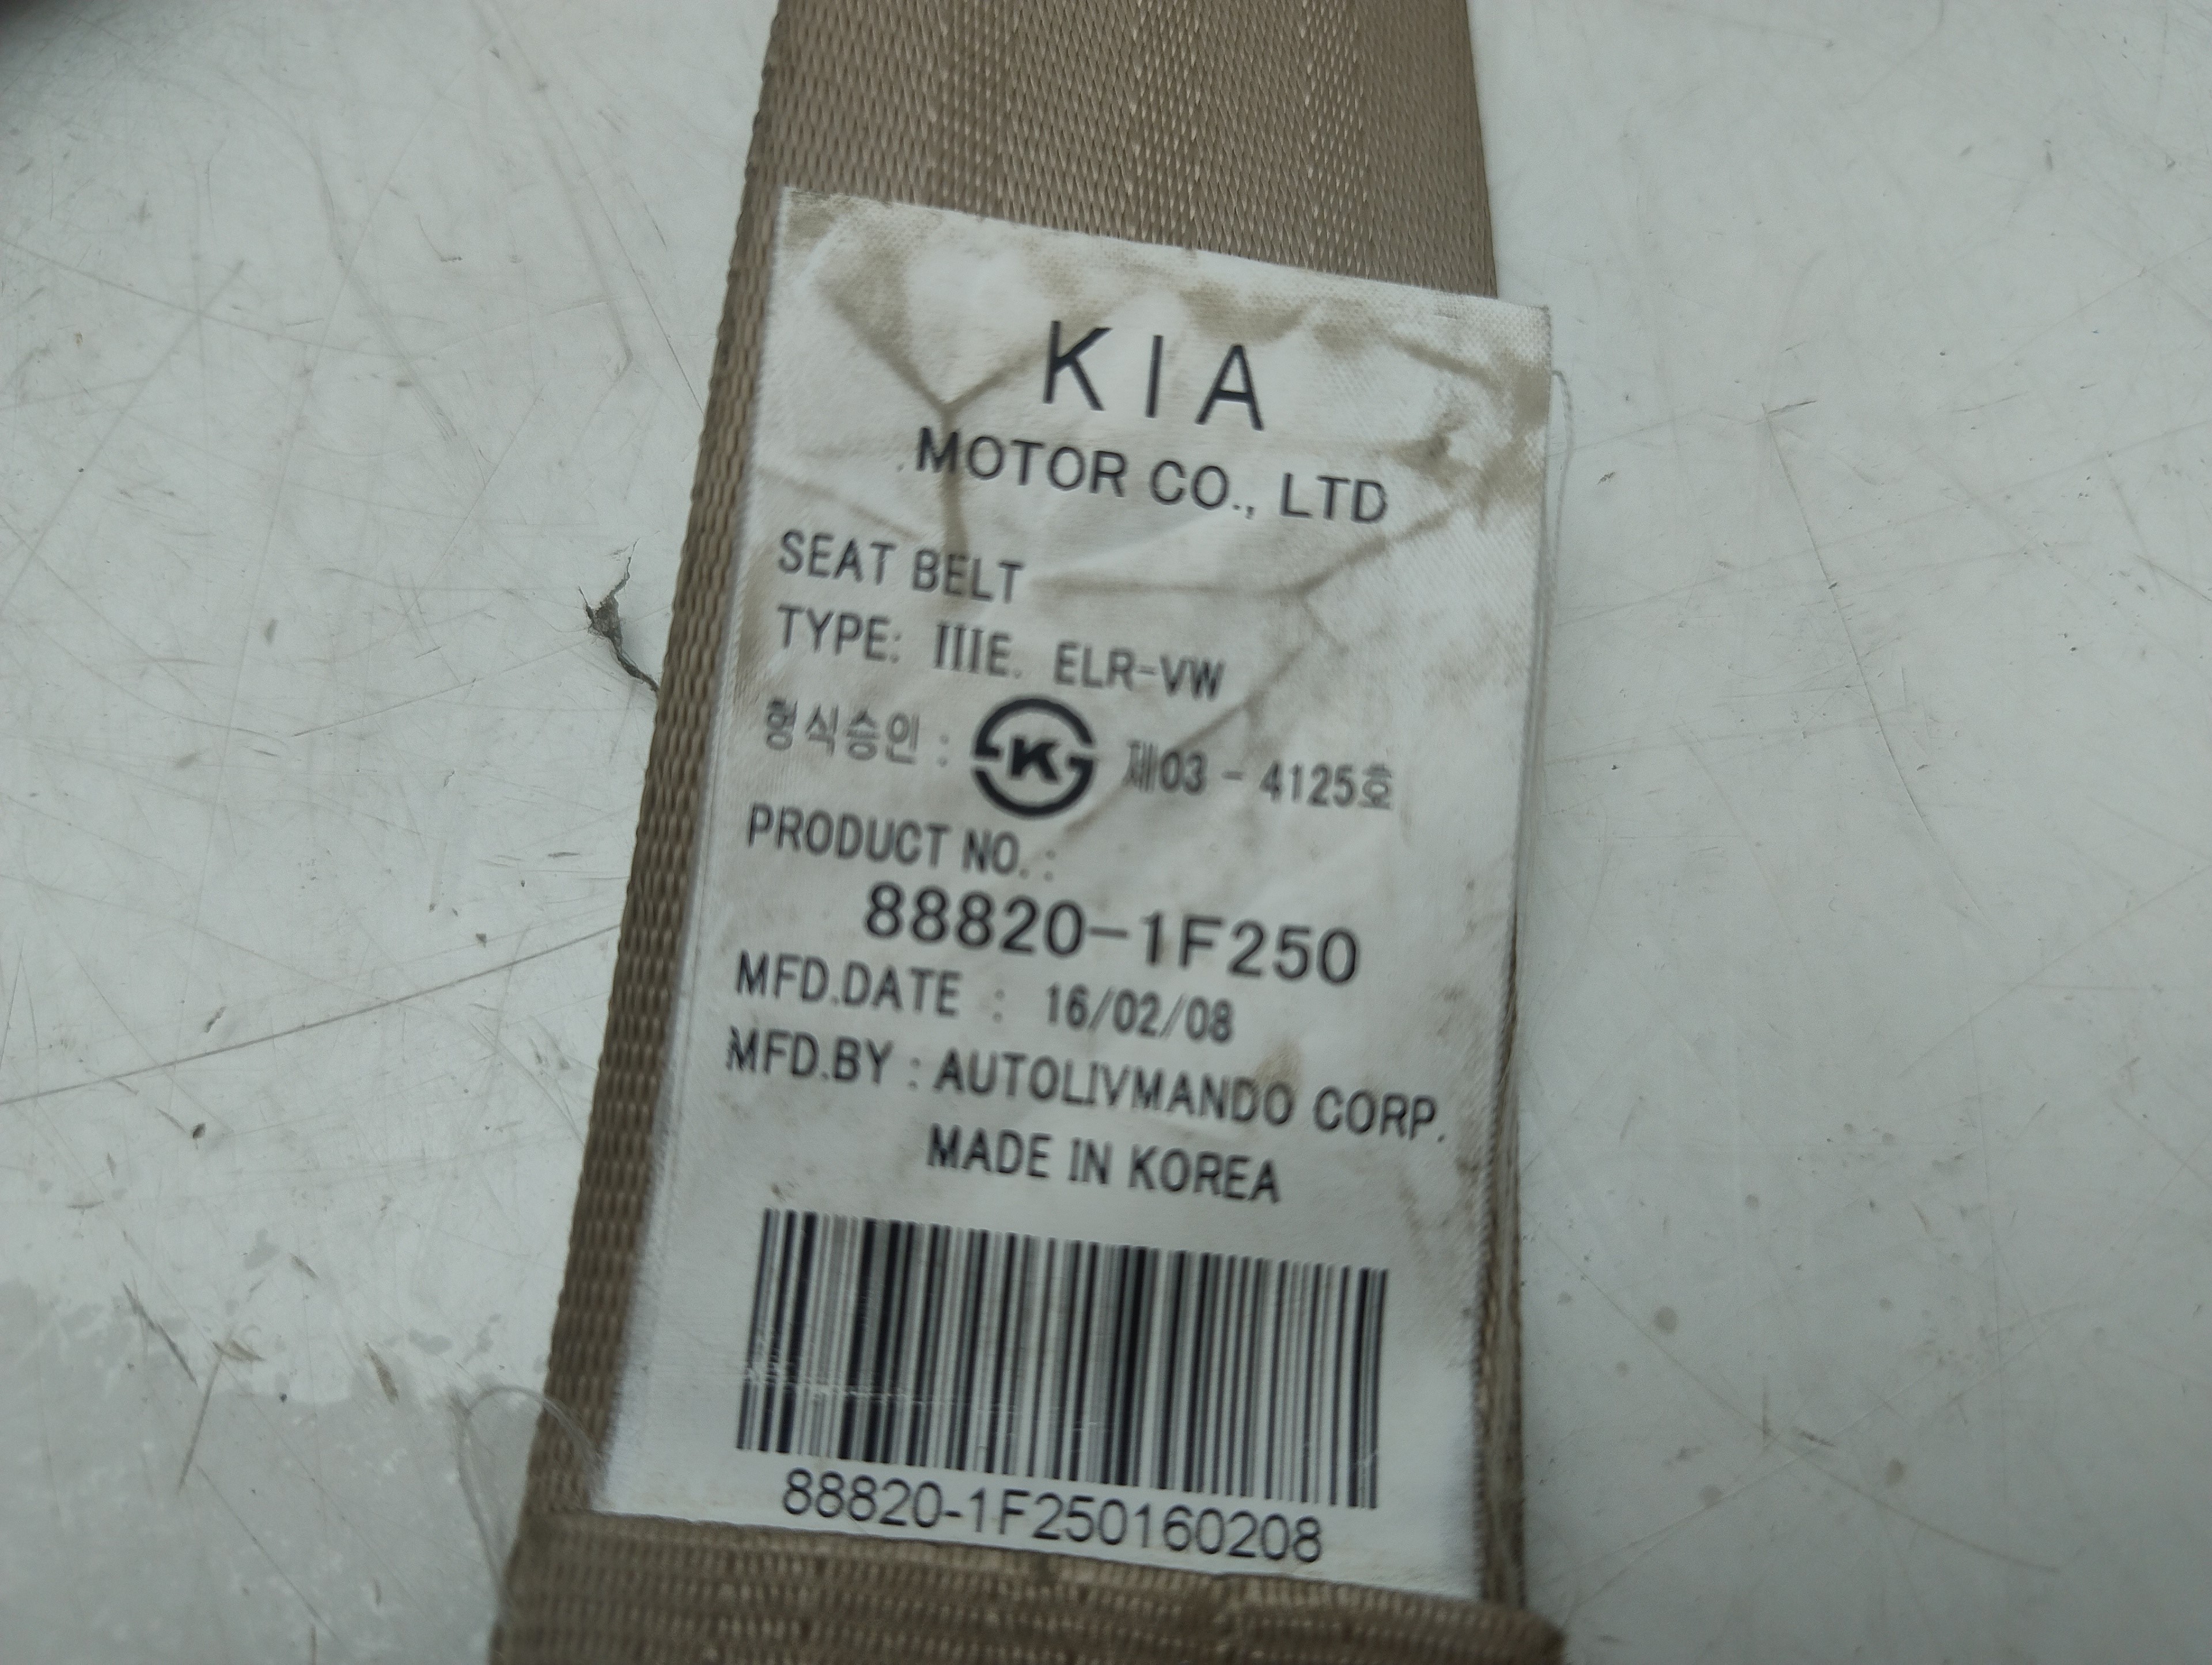 KIA
MOTOR CO., LTD
SEAT BELT
TYPE: IIIE. ELR-VW
형식승인 : K 제03 - 4125호
PRODUCT NO. :
88820-1F250
MFD.DATE : 16/02/08
MFD.BY : AUTOLIVMANDO CORP.
MADE IN KOREA
88820-1F250160208